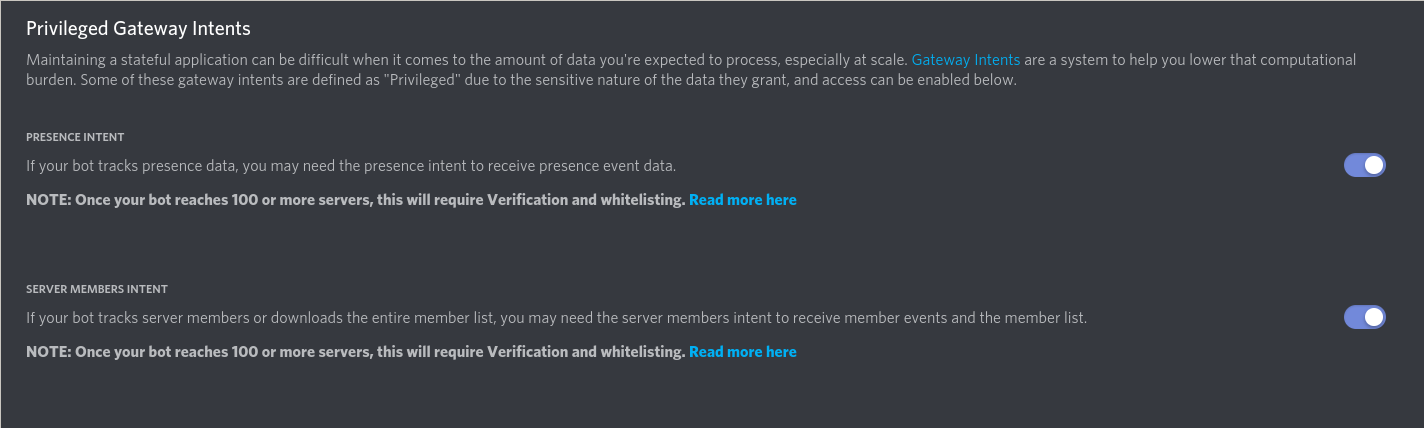 Privileged Gateway Intents
Maintaining a stateful application can be difficult when it comes to the amount of data you're expected to process, especially at scale. Gateway Intents are a system to help you lower that computational
burden. Some of these gateway intents are defined as "Privileged" due to the sensitive nature of the data they grant, and access can be enabled below.
PRESENCE INTENT
If your bot tracks presence data, you may need the presence intent to receive presence event data.
NOTE: Once your bot reaches 100 or more servers, this will require Verification and whitelisting. Read more here
SERVER MEMBERS INTENT
If your bot tracks server members or downloads the entire member list, you may need the server members intent to receive member events and the member list.
NOTE: Once your bot reaches 100 or more servers, this will require Verification and whitelisting. Read more here